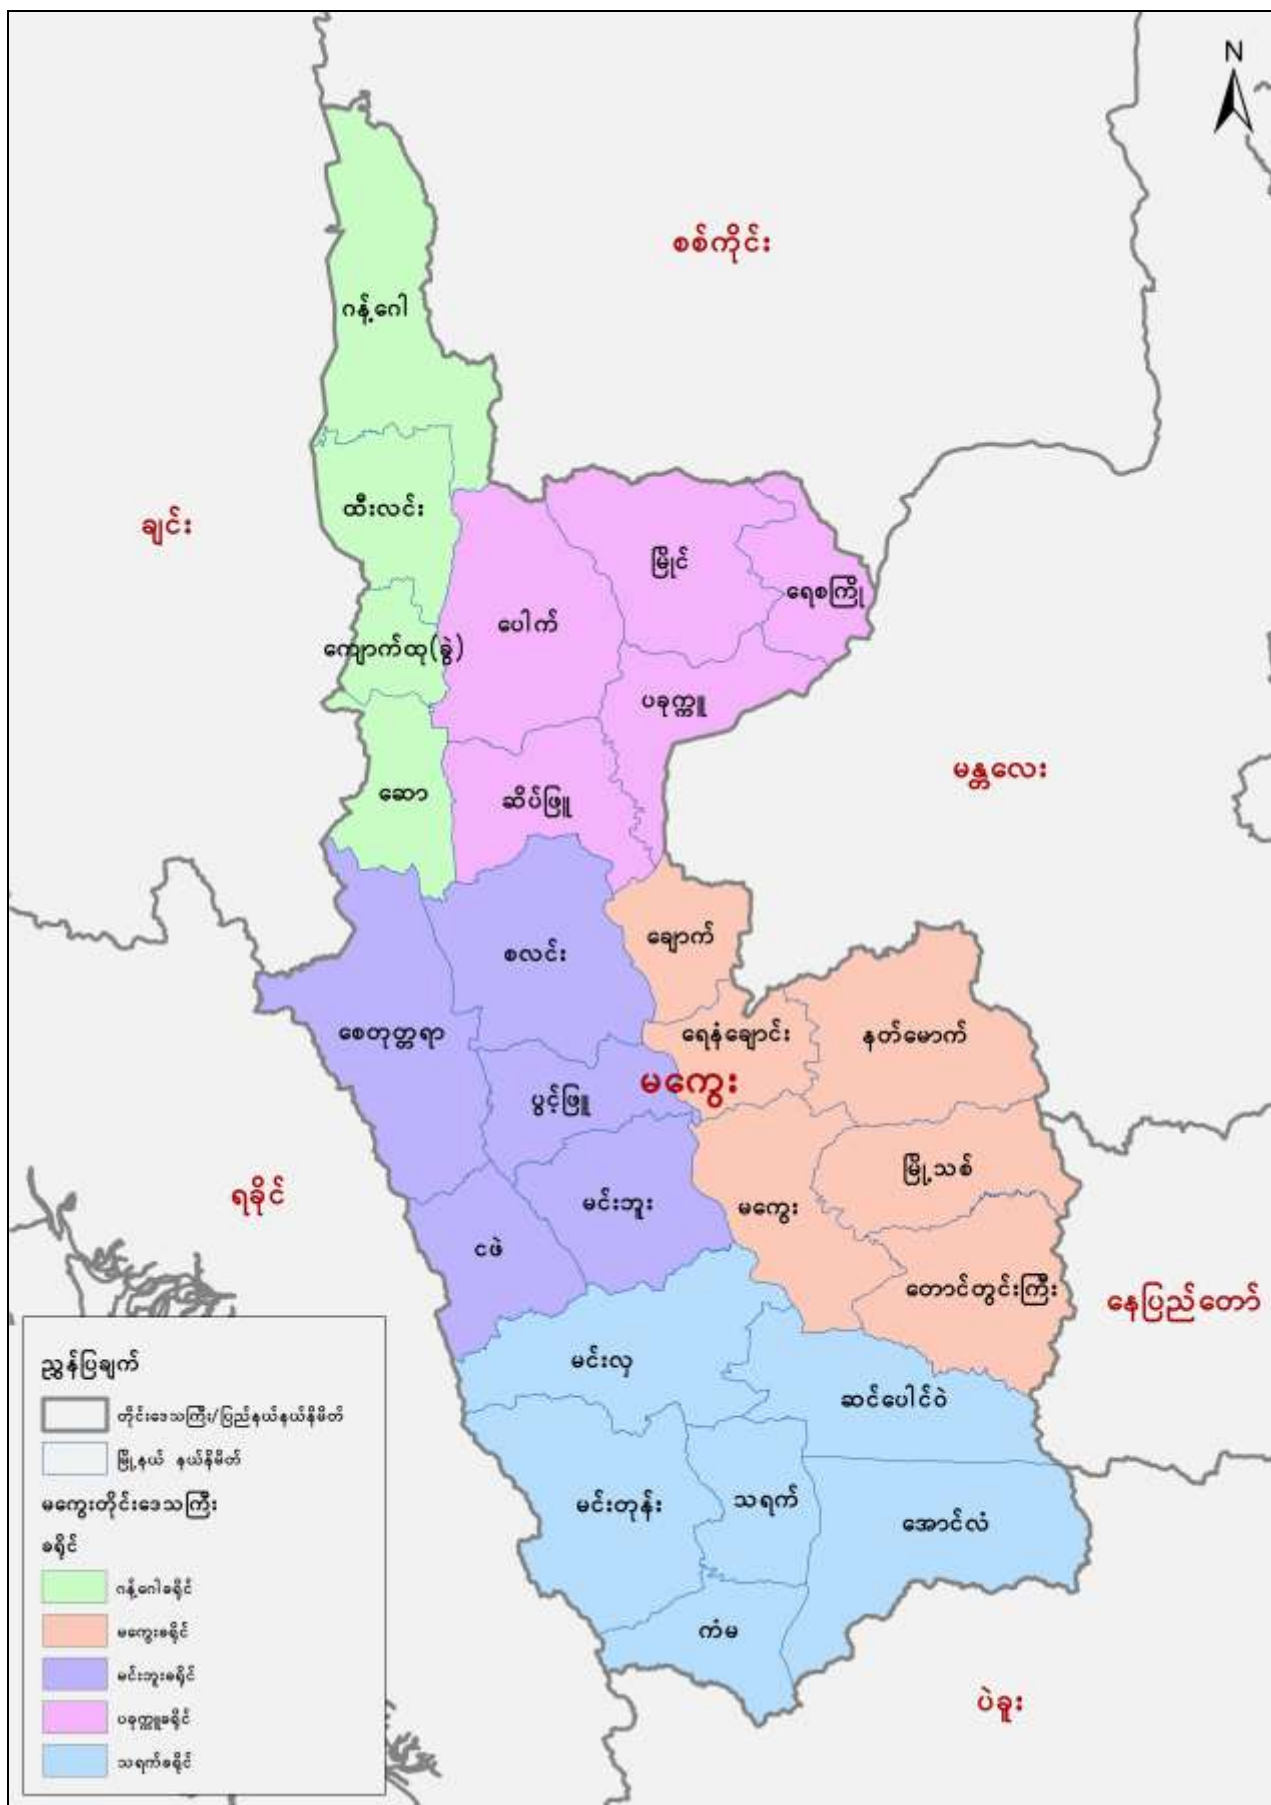 N
စစ်ကိုင်း
ဂန့်ဂေါ
ထီးလင်း
ချင်း
မြိုင်
ရေစကြို
ပေါက်
ကျောက်ထု(ခွဲ)
ပခုက္ကူ
မန္တလေး
ဆော
ဆိပ်ဖြူ
ချောက်
စလင်း
စေတုတ္တရာ
ရေနံချောင်း
နတ်မောက်
မကွေး
ပွင့်ဖြူ
မြို့သစ်
ရခိုင်
မင်းဘူး
မကွေး
ငဖဲ
တောင်တွင်းကြီး
နေပြည်တော်
မင်းလှ
ဆင်ပေါင်ဝဲ
မင်းတုန်း
သရက်
အောင်လံ
ကံမ
ပဲခူး
ညွှန်ပြချက်
တိုင်းဒေသကြီး/ပြည်နယ်နယ်နိမိတ်
မြို့နယ် နယ်နိမိတ်
မကွေးတိုင်းဒေသကြီး
ခရိုင်
ဂန့်ဂေါခရိုင်
မကွေးခရိုင်
မင်းဘူးခရိုင်
ပခုက္ကူခရိုင်
သရက်ခရိုင်